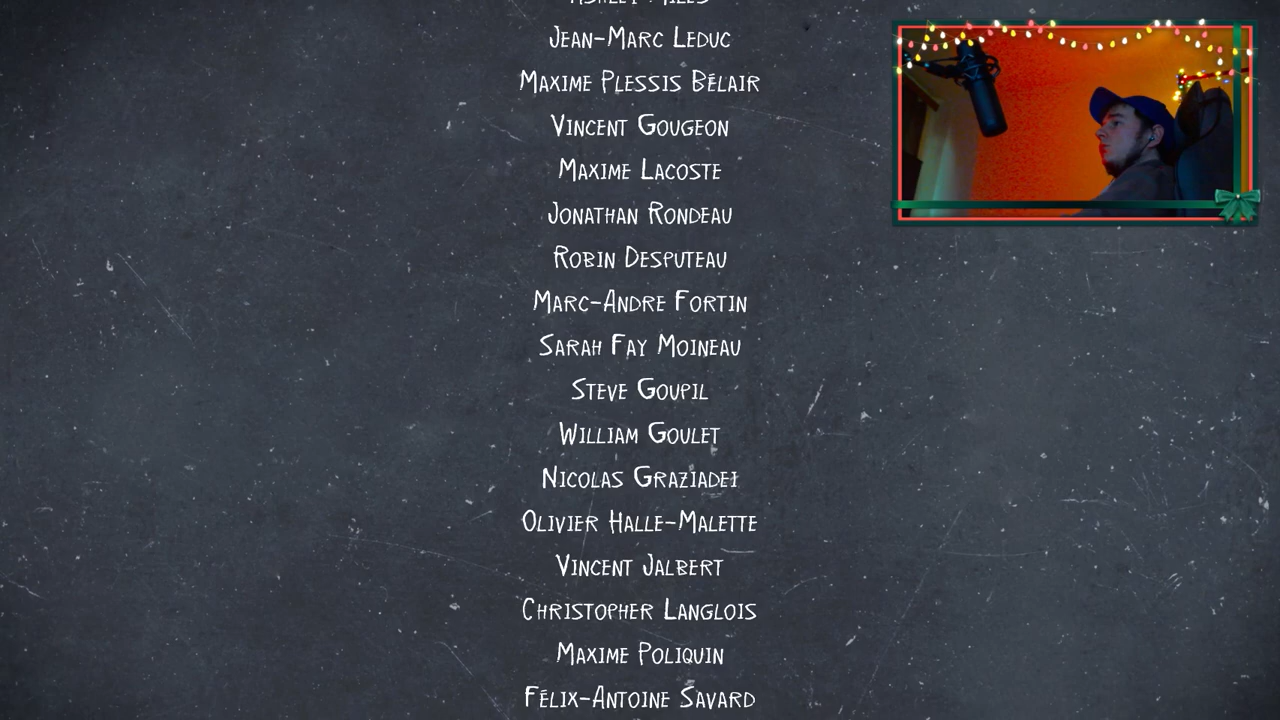 Jean-Marc Leduc
Maxime Plessis Bélair
Vincent Gougeon
Maxime Lacoste
Jonathan Rondeau
Robin Desputeau
Marc-Andre Fortin
Sarah Fay Moineau
Steve Goupil
William Goulet
Nicolas Graziadei
Olivier Halle-Malette
Vincent Jalbert
Christopher Langlois
Maxime Poliquin
Félix-Antoine Savard